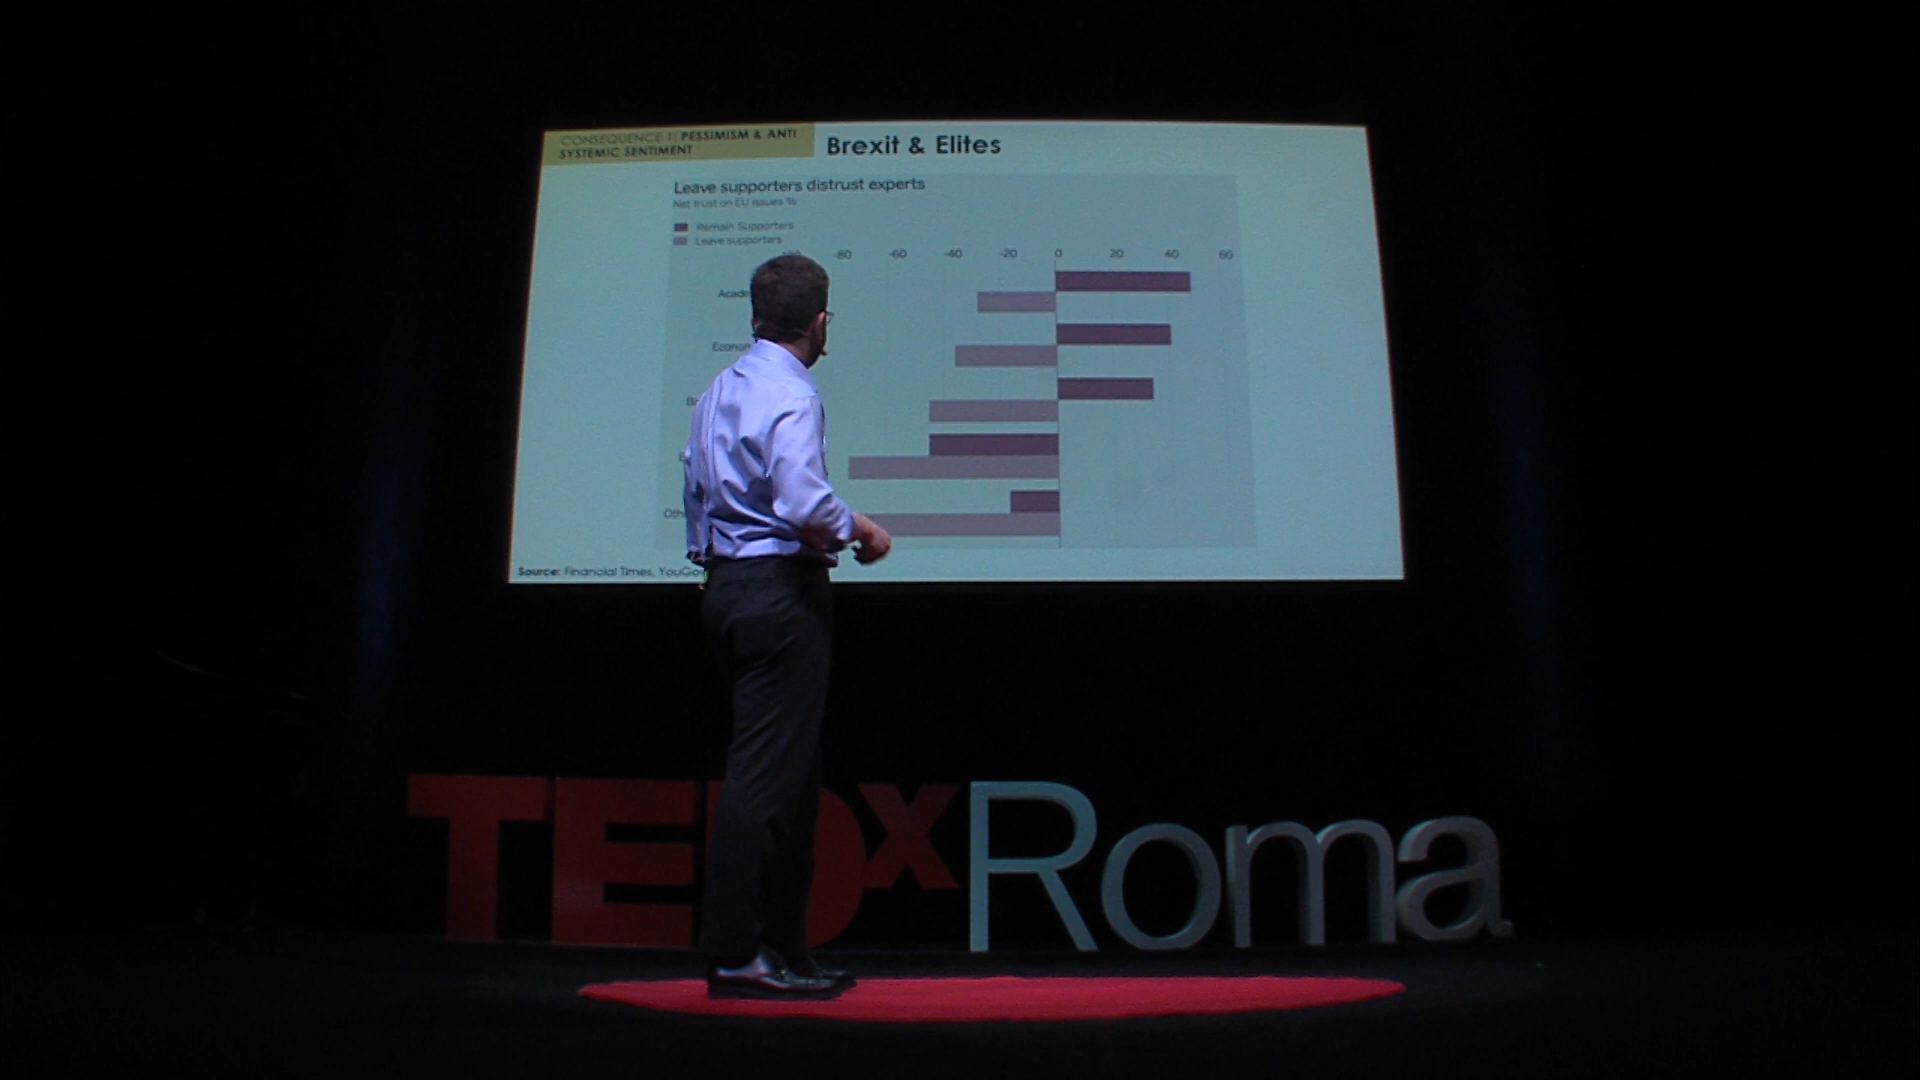 CONSEQUENCE 1: PESSIMISM & ANTI
SYSTEMIC SENTIMENT
Brexit & Elites
Leave supporters distrust experts
Net trust on EU issues %
Remain Supporters
Leave supporters
-80 -60 -40 -20 0 20 40 60
Source: Financial Times, YouGov
TEDxRoma